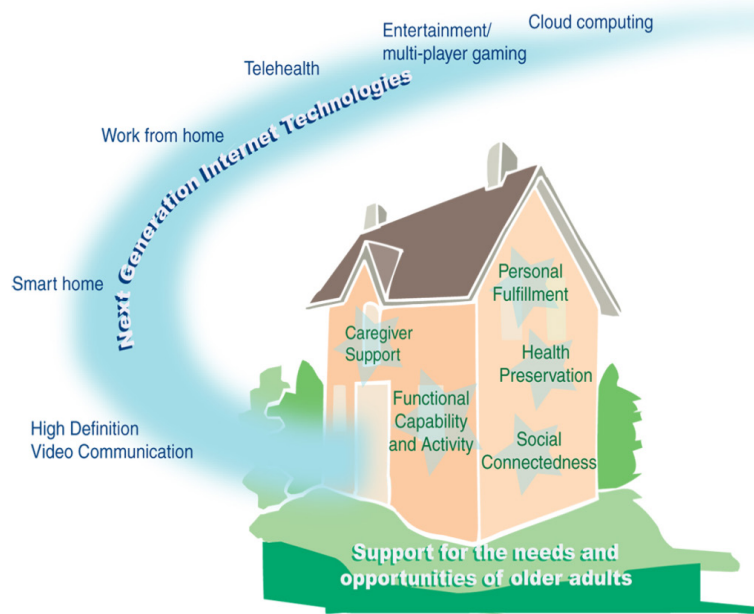 Cloud computing
Entertainment/
multi-player gaming
Telehealth
Work from home
Smart home
High Definition
Video Communication
Next Generation Internet Technologies
Personal
Fulfillment
Caregiver
Support
Health
Preservation
Functional
Capability
and Activity
Social
Connectedness
Support for the needs and
opportunities of older adults